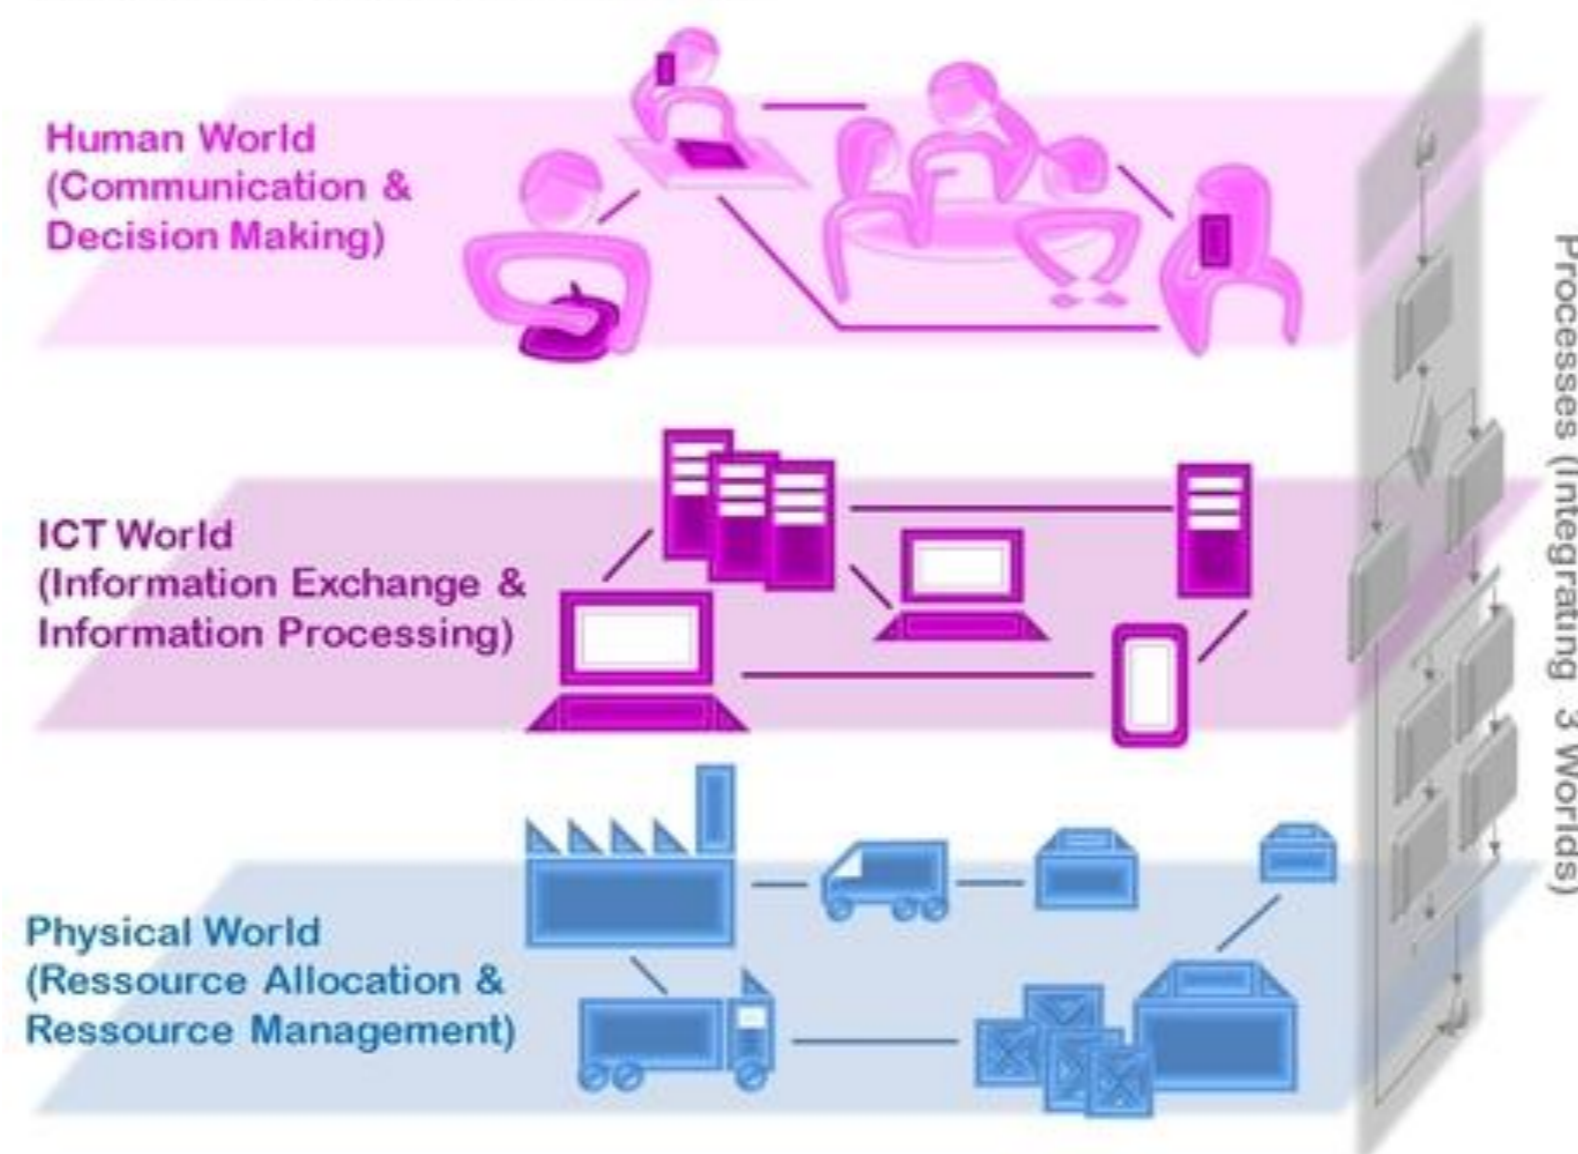 Human World
(Communication &
Decision Making)
ICT World
(Information Exchange &
Information Processing)
Physical World
(Ressource Allocation &
Ressource Management)
Processes (Integrating 3 Worlds)